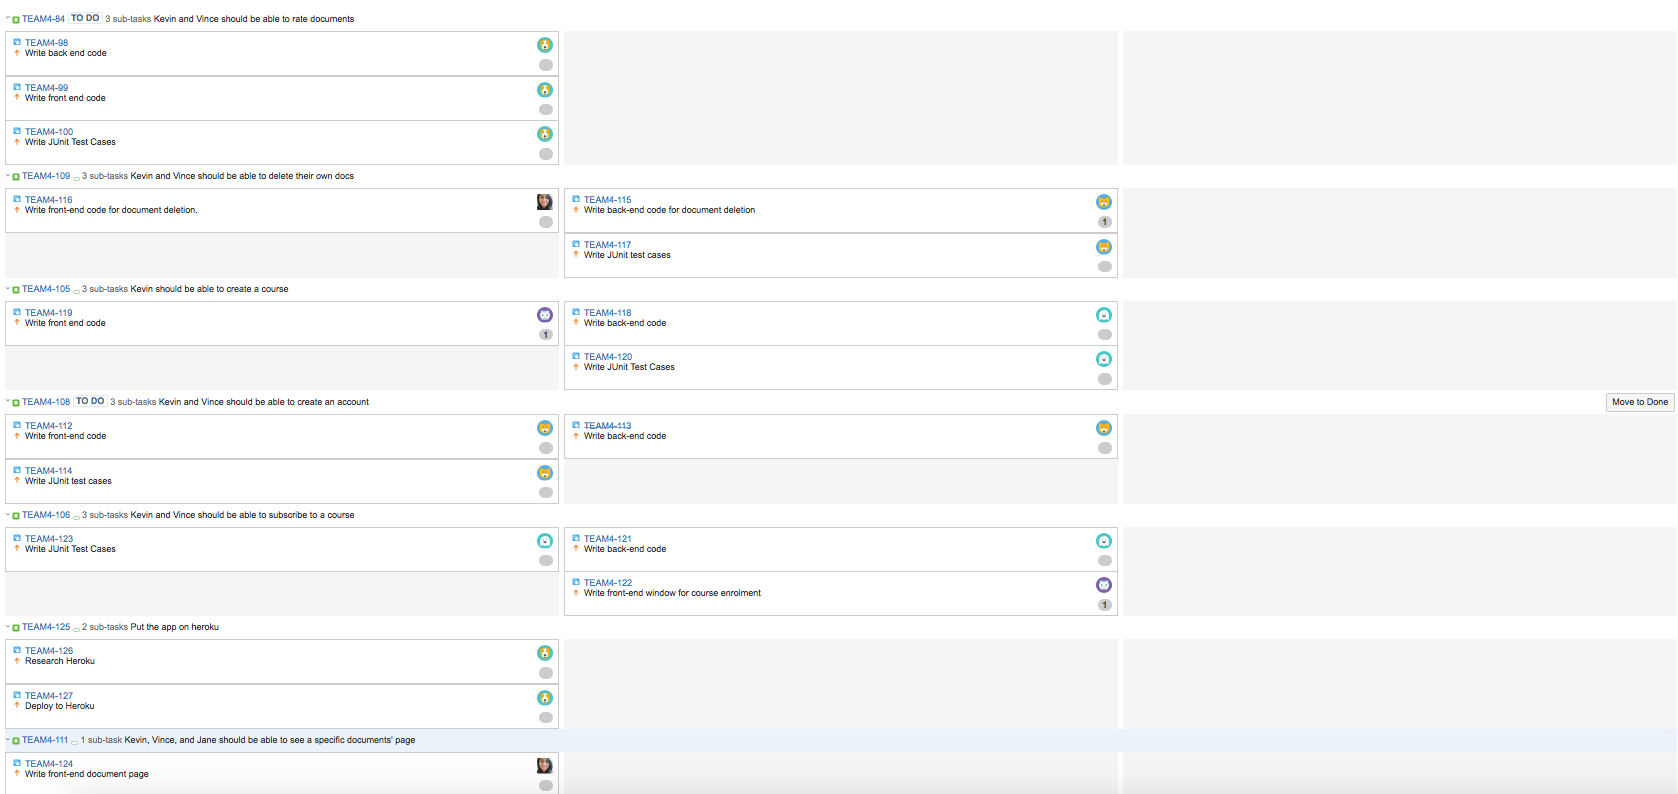 TEAM4-84 TO DO 3 sub-tasks Kevin and Vince should be able to rate documents
TEAM4-98
Write back end code
TEAM4-99
Write front end code
TEAM4-100
Write JUnit Test Cases
TEAM4-109 3 sub-tasks Kevin and Vince should be able to delete their own docs
TEAM4-116
Write front-end code for document deletion.
TEAM4-115
Write back-end code for document deletion
1
TEAM4-117
Write JUnit test cases
TEAM4-105 3 sub-tasks Kevin should be able to create a course
TEAM4-119
Write front end code
1
TEAM4-118
Write back-end code
TEAM4-120
Write JUnit Test Cases
TEAM4-108 TO DO 3 sub-tasks Kevin and Vince should be able to create an account
Move to Done
TEAM4-112
Write front-end code
TEAM4-114
Write JUnit test cases
TEAM4-113
Write back-end code
TEAM4-106 3 sub-tasks Kevin and Vince should be able to subscribe to a course
TEAM4-123
Write JUnit Test Cases
TEAM4-121
Write back-end code
TEAM4-122
Write front-end window for course enrolment
1
TEAM4-125 2 sub-tasks Put the app on heroku
TEAM4-126
Research Heroku
TEAM4-127
Deploy to Heroku
TEAM4-111 1 sub-task Kevin, Vince, and Jane should be able to see a specific documents' page
TEAM4-124
Write front-end document page